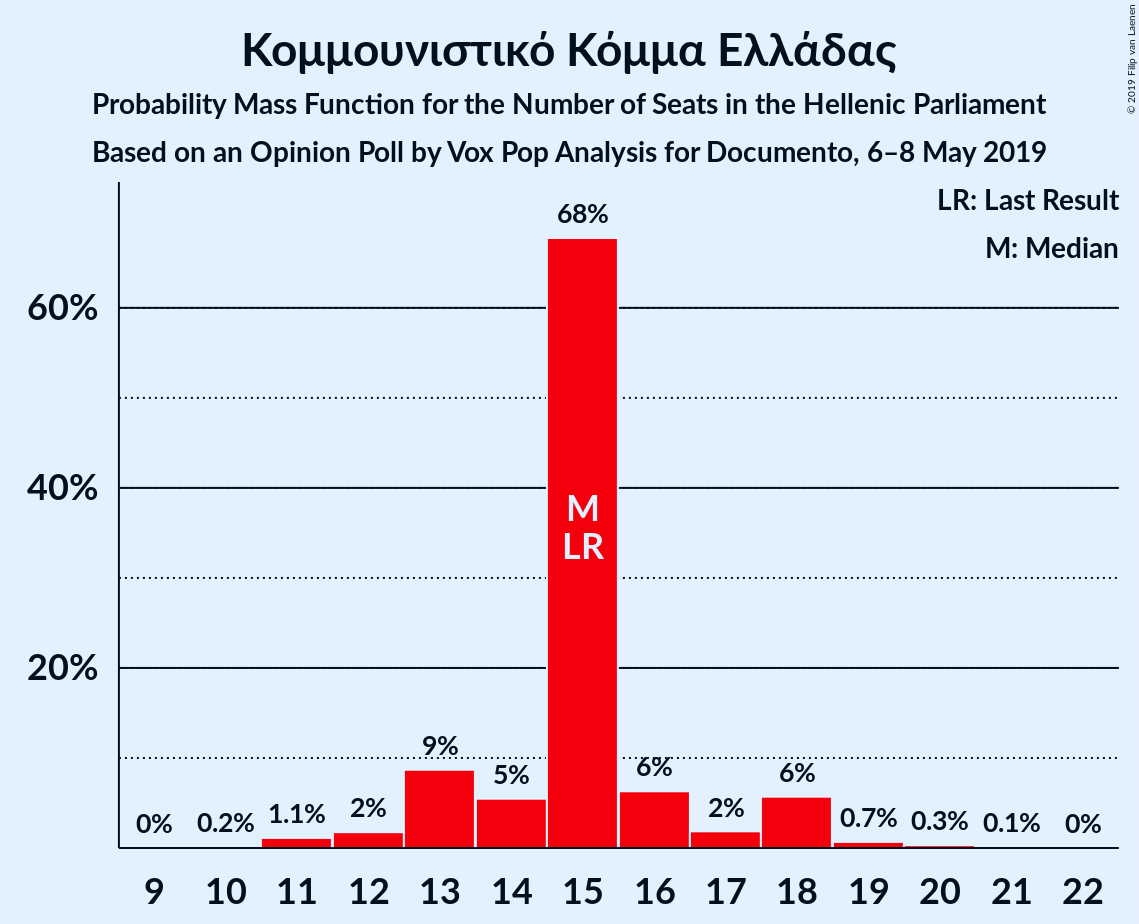 Κομμουνιστικό Κόμμα Ελλάδας
Probability Mass Function for the Number of Seats in the Hellenic Parliament
Based on an Opinion Poll by Vox Pop Analysis for Documento, 6–8 May 2019
© 2019 Filip van Laenen
LR: Last Result
M: Median
68%
60%
40%
M
LR
20%
9%
5%
6%
6%
0%
0.2%
1.1%
2%
2%
0.7%
0.3%
0.1%
0%
9 10 11 12 13 14 15 16 17 18 19 20 21 22